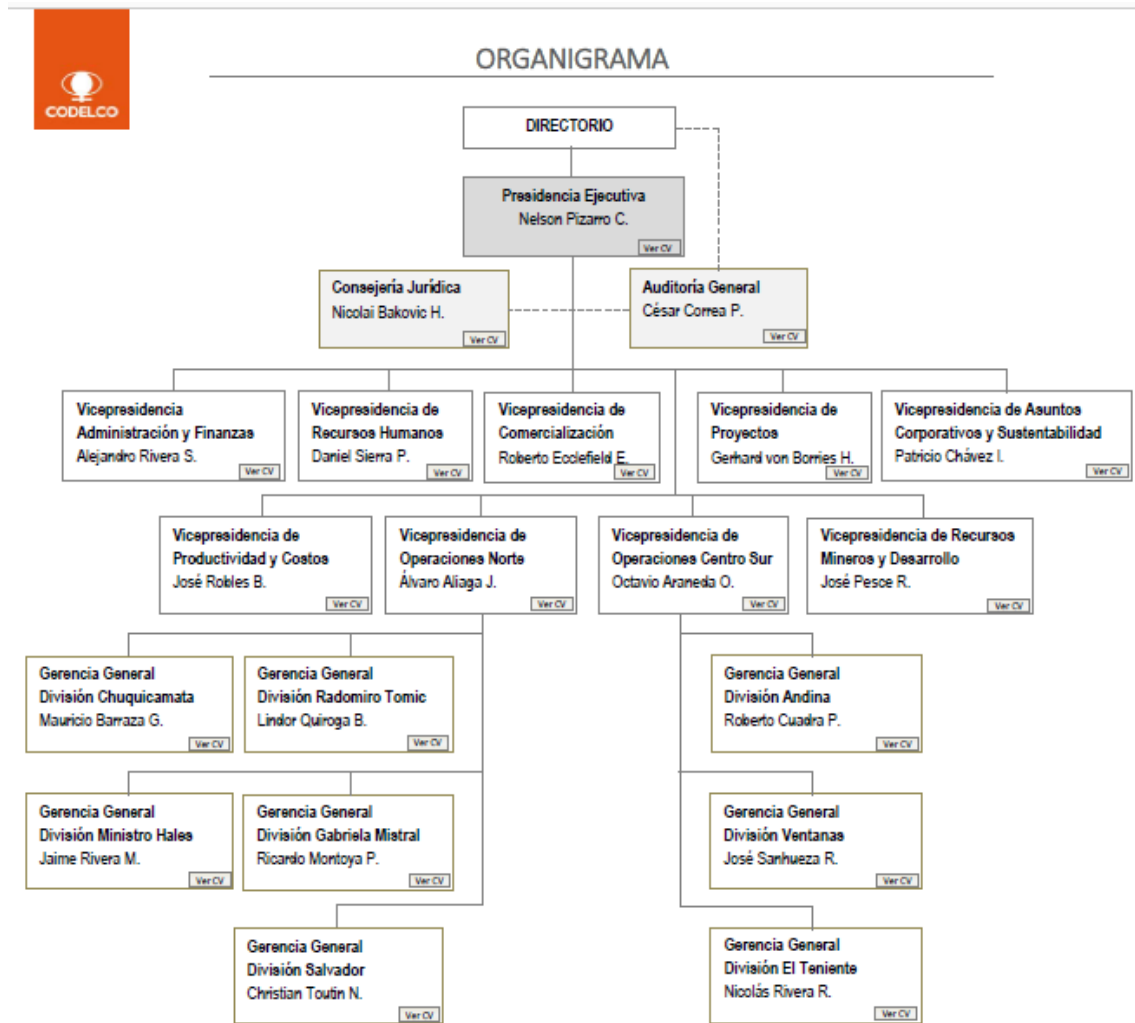 CODELCO
ORGANIGRAMA
DIRECTORIO
Presidencia Ejecutiva
Nelson Pizarro C.
Ver CV
Consejería Jurídica
Nicolai Bakovic H.
Ver CV
Auditoría General
César Correa P.
Ver CV
Vicepresidencia
Administración y Finanzas
Alejandro Rivera S.
Ver CV
Vicepresidencia de
Recursos Humanos
Daniel Sierra P.
Ver CV
Vicepresidencia de
Comercialización
Roberto Ecclefield E.
Ver CV
Vicepresidencia de
Proyectos
Gerhard von Borries H.
Ver CV
Vicepresidencia de Asuntos
Corporativos y Sustentabilidad
Patricio Chávez I.
Ver CV
Vicepresidencia de
Productividad y Costos
José Robles B.
Ver CV
Vicepresidencia de
Operaciones Norte
Álvaro Aliaga J.
Ver CV
Vicepresidencia de
Operaciones Centro Sur
Octavio Araneda O.
Ver CV
Vicepresidencia de Recursos
Mineros y Desarrollo
José Pesce R.
Ver CV
Gerencia General
División Chuquicamata
Mauricio Barraza G.
Ver CV
Gerencia General
División Radomiro Tomic
Lindor Quiroga B.
Ver CV
Gerencia General
División Andina
Roberto Cuadra P.
Ver CV
Gerencia General
División Ministro Hales
Jaime Rivera M.
Ver CV
Gerencia General
División Gabriela Mistral
Ricardo Montoya P.
Ver CV
Gerencia General
División Ventanas
José Sanhueza R.
Ver CV
Gerencia General
División Salvador
Christian Toutin N.
Ver CV
Gerencia General
División El Teniente
Nicolás Rivera R.
Ver CV